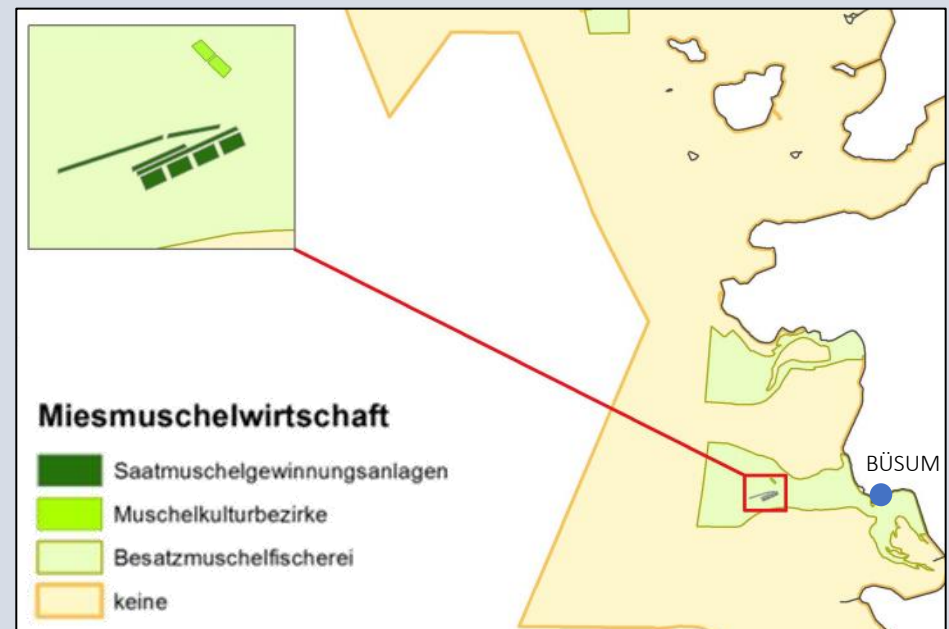 Miesmuschelwirtschaft
Saatmuschelgewinnungsanlagen
Muschelkulturbezirke
Besatzmuschelfischerei
keine
BÜSUM